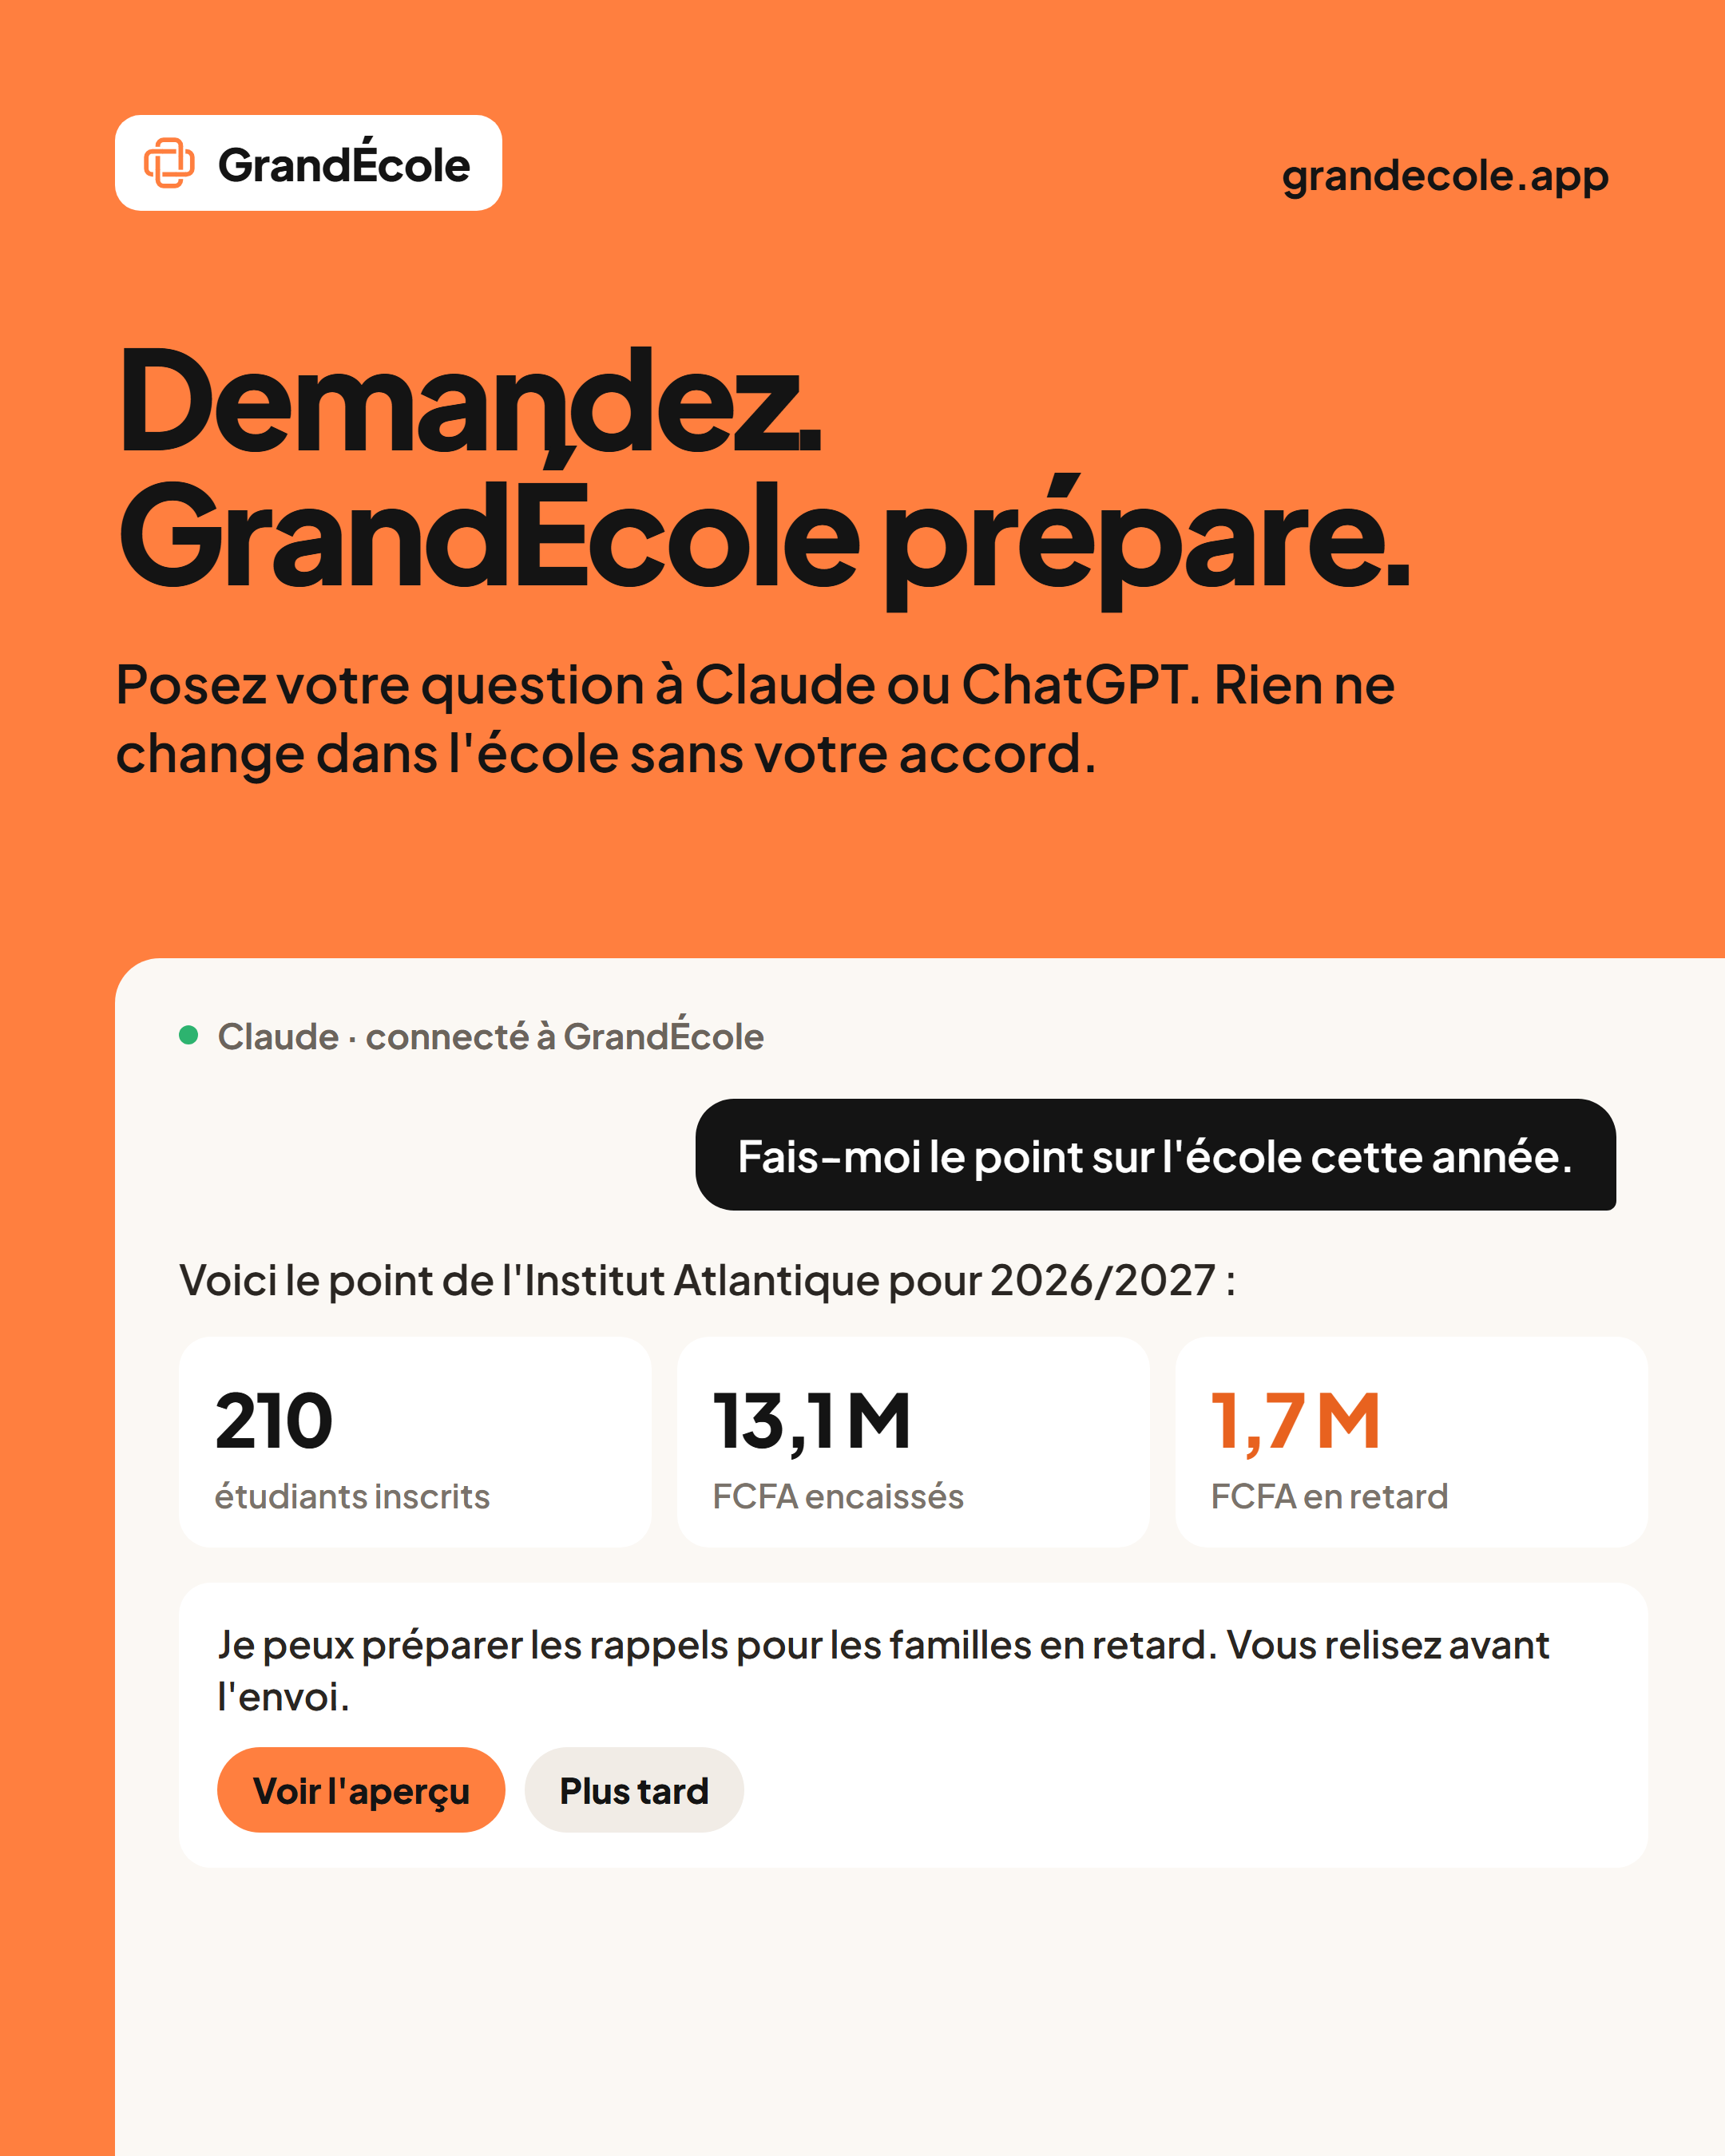 GrandÉcole
grandecole.app
Demandez.
GrandÉcole prépare.
Posez votre question à Claude ou ChatGPT. Rien ne
change dans l'école sans votre accord.
Claude · connecté à GrandÉcole
Fais-moi le point sur l'école cette année.
Voici le point de l'Institut Atlantique pour 2026/2027 :
210
étudiants inscrits
13,1 M
FCFA encaissés
1,7 M
FCFA en retard
Je peux préparer les rappels pour les familles en retard. Vous relisez avant
l'envoi.
Voir l'aperçu
Plus tard